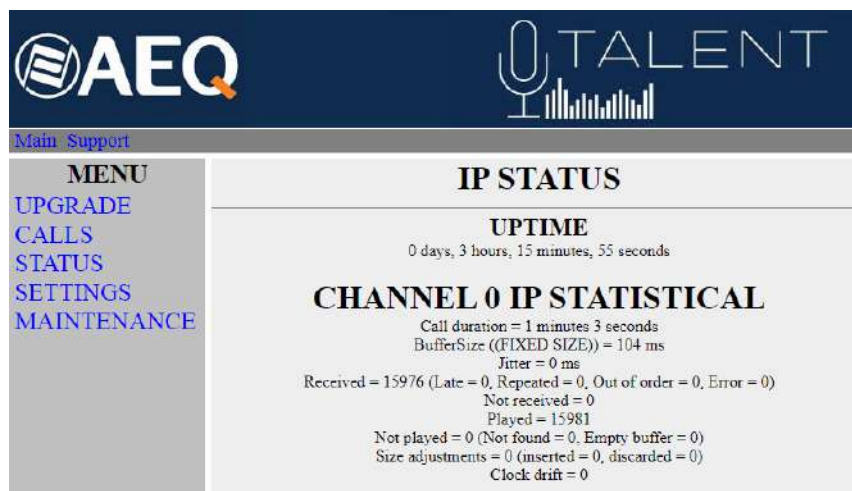 AEQ
TALENT
Main Support
MENU
UPGRADE
CALLS
STATUS
SETTINGS
MAINTENANCE
IP STATUS
UPTIME
0 days, 3 hours, 15 minutes, 55 seconds
CHANNEL 0 IP STATISTICAL
Call duration = 1 minutes 3 seconds
BufferSize ((FIXED SIZE)) = 104 ms
Jitter = 0 ms
Received = 15976 (Late = 0, Repeated = 0, Out of order = 0, Error = 0)
Not received = 0
Played = 15981
Not played = 0 (Not found = 0, Empty buffer = 0)
Size adjustments = 0 (inserted = 0, discarded = 0)
Clock drift = 0